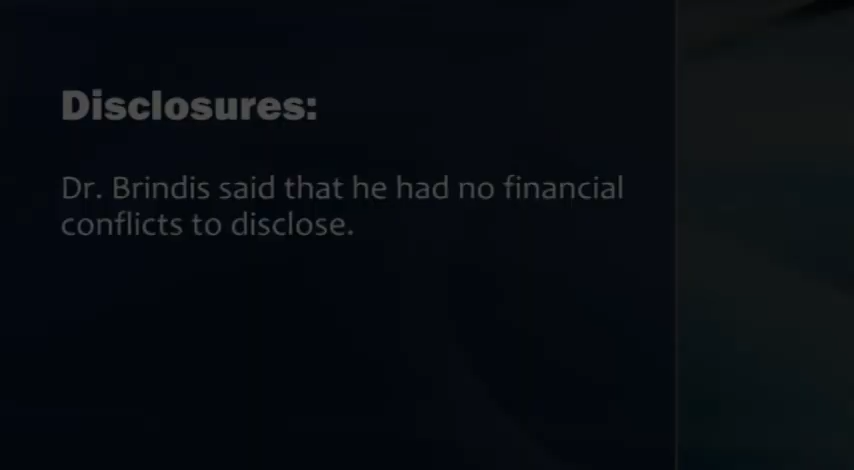 Disclosures:
Dr. Brindis said that he had no financial
conflicts to disclose.